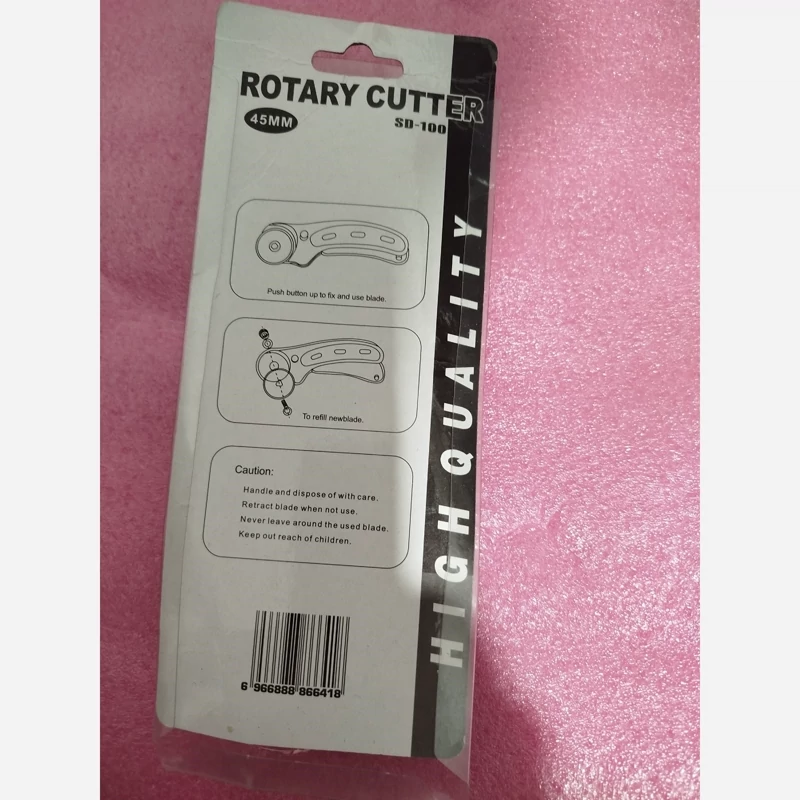 ROTARY CUTTER
45MM
SD-100
Push button up to fix and use blade.
To refill newblade.
Caution:
Handle and dispose of with care.
Retract blade when not use.
Never leave around the used blade.
Keep out reach of children.
6 966888 866418
HIGH QUALITY